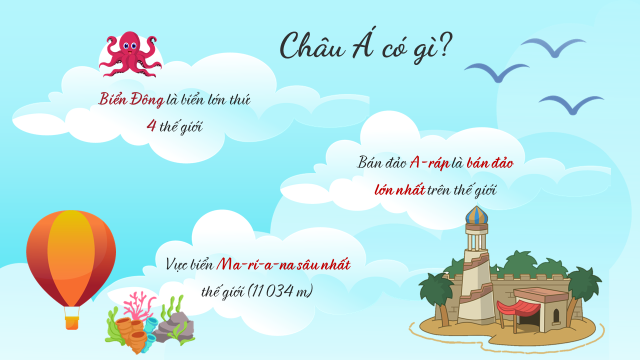 Châu Á có gì?
Biển Đông là biển lớn thứ
4 thế giới
Bán đảo A-ráp là bán đảo
lớn nhất trên thế giới
Vực biển Ma-ri-a-na sâu nhất
thế giới (11 034 m)